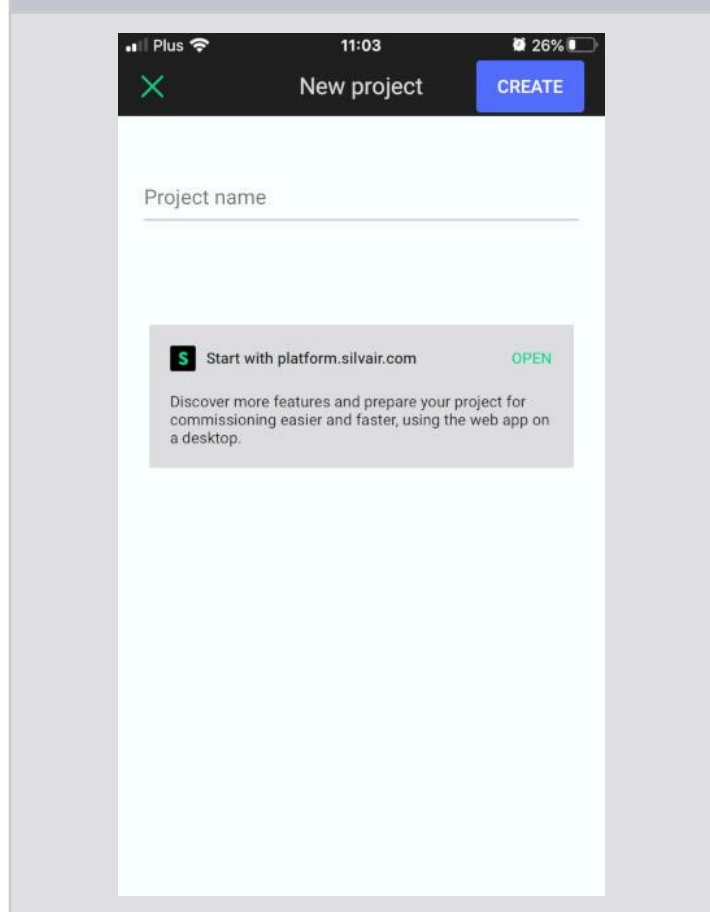 Plus 11:03 26%
New project CREATE
Project name
S Start with platform.silvair.com OPEN
Discover more features and prepare your project for
commissioning easier and faster, using the web app on
a desktop.